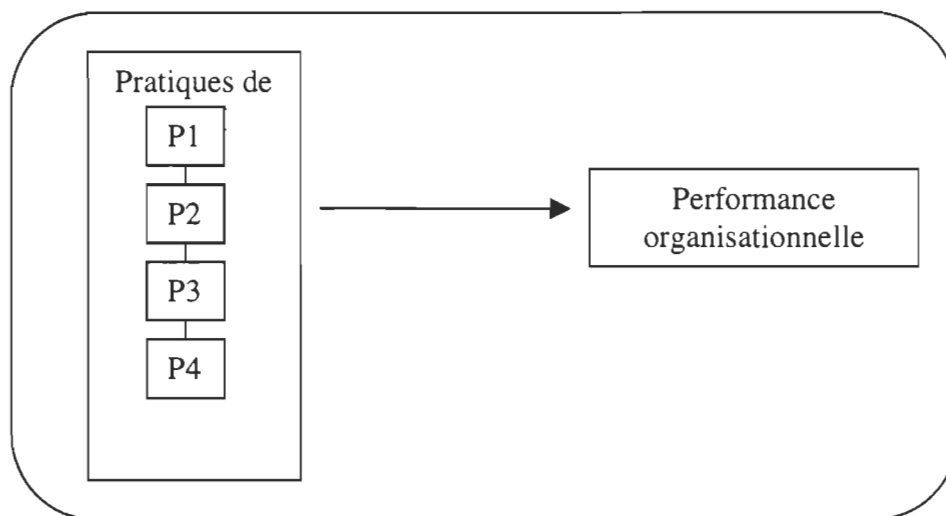 Pratiques de
P1
P2
P3
P4
Performance
organisationnelle